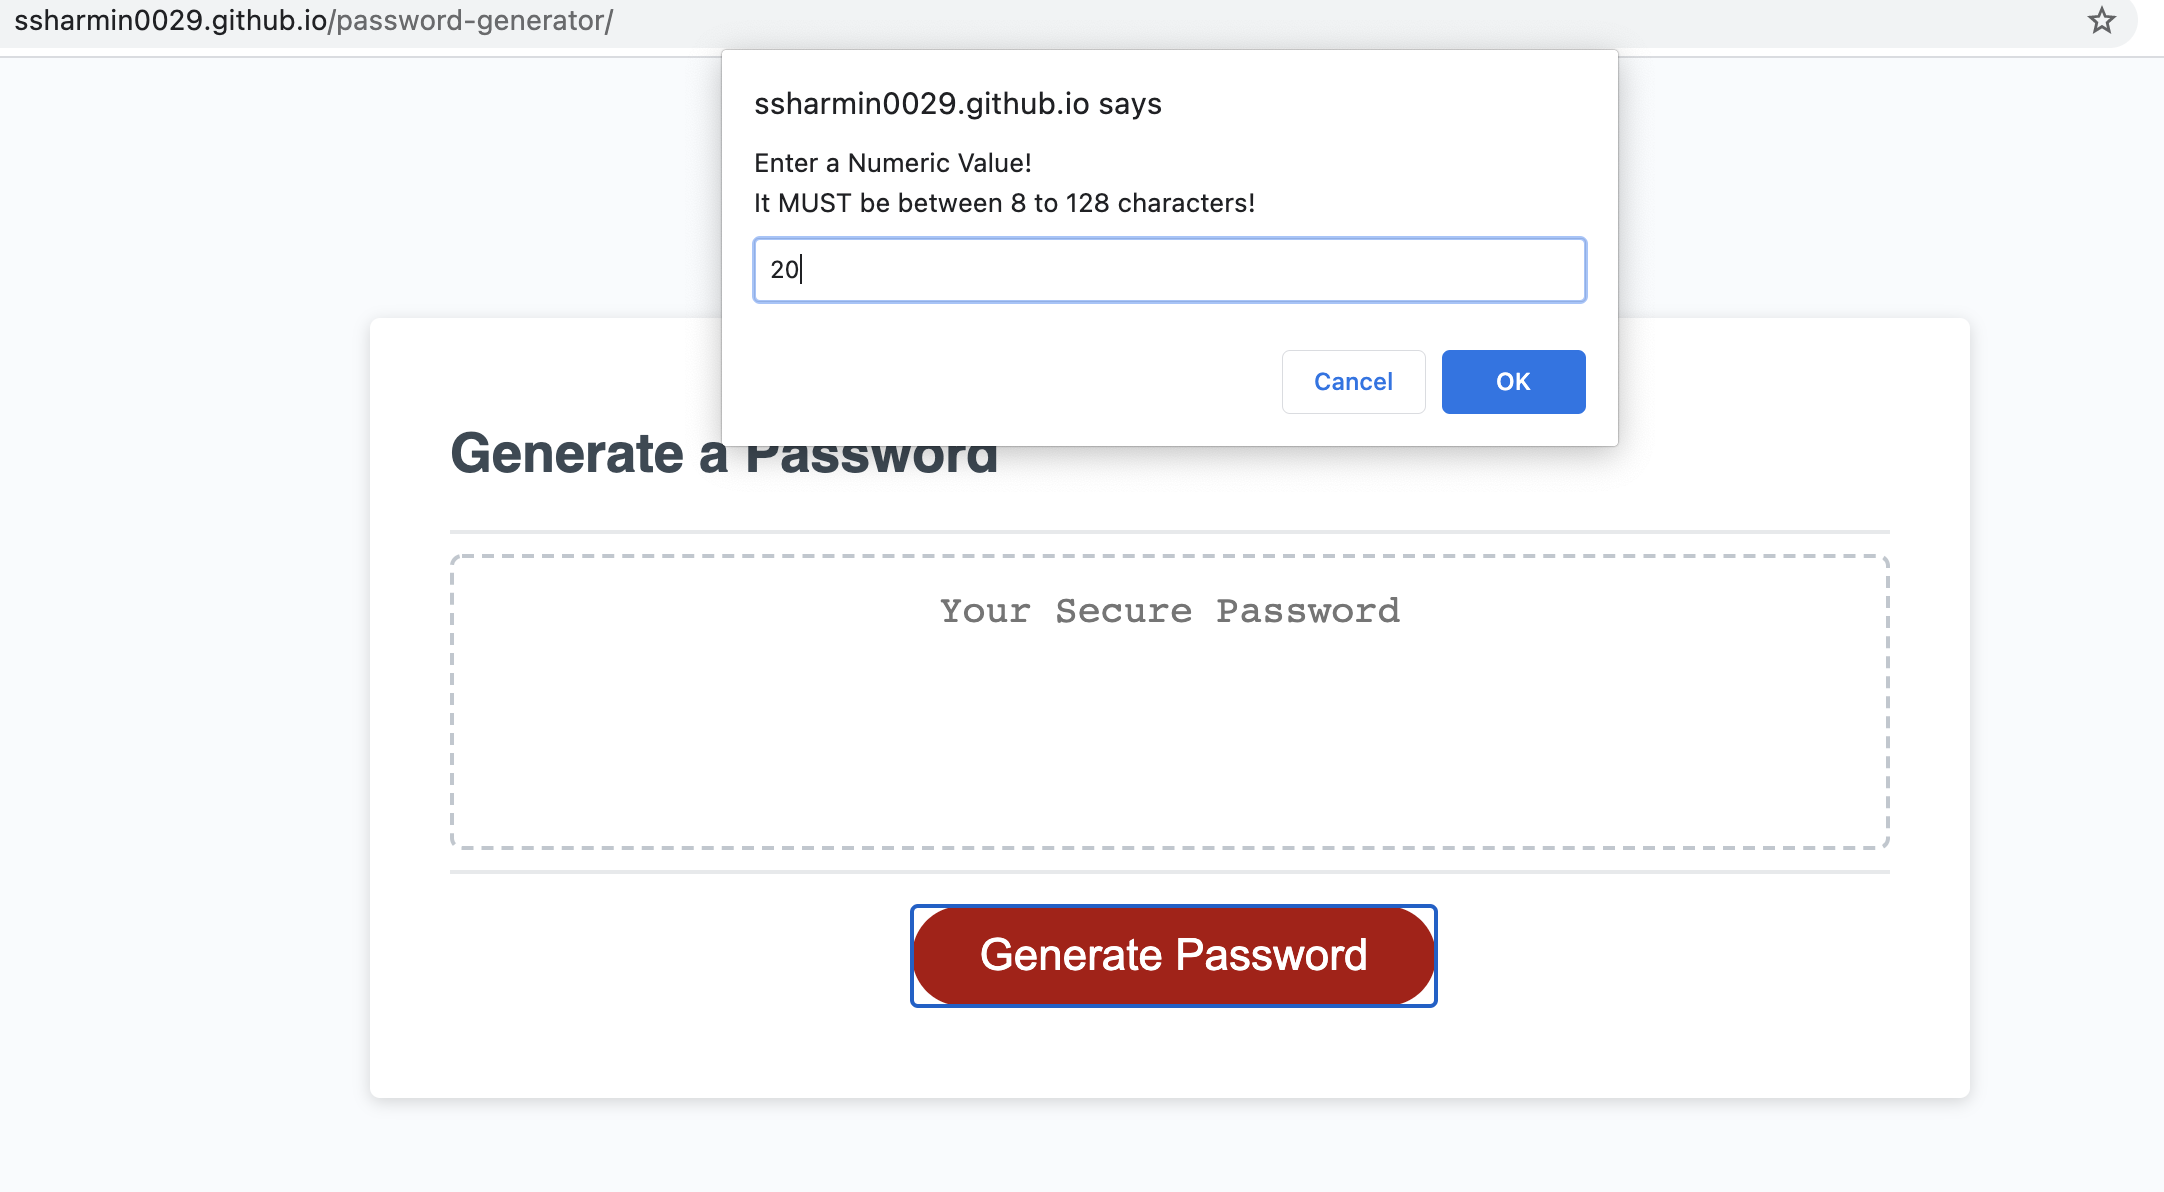 ssharmin0029.github.io/password-generator/
ssharmin0029.github.io says
Enter a Numeric Value!
It MUST be between 8 to 128 characters!
20
Cancel
OK
Generate a Password
Your Secure Password
Generate Password